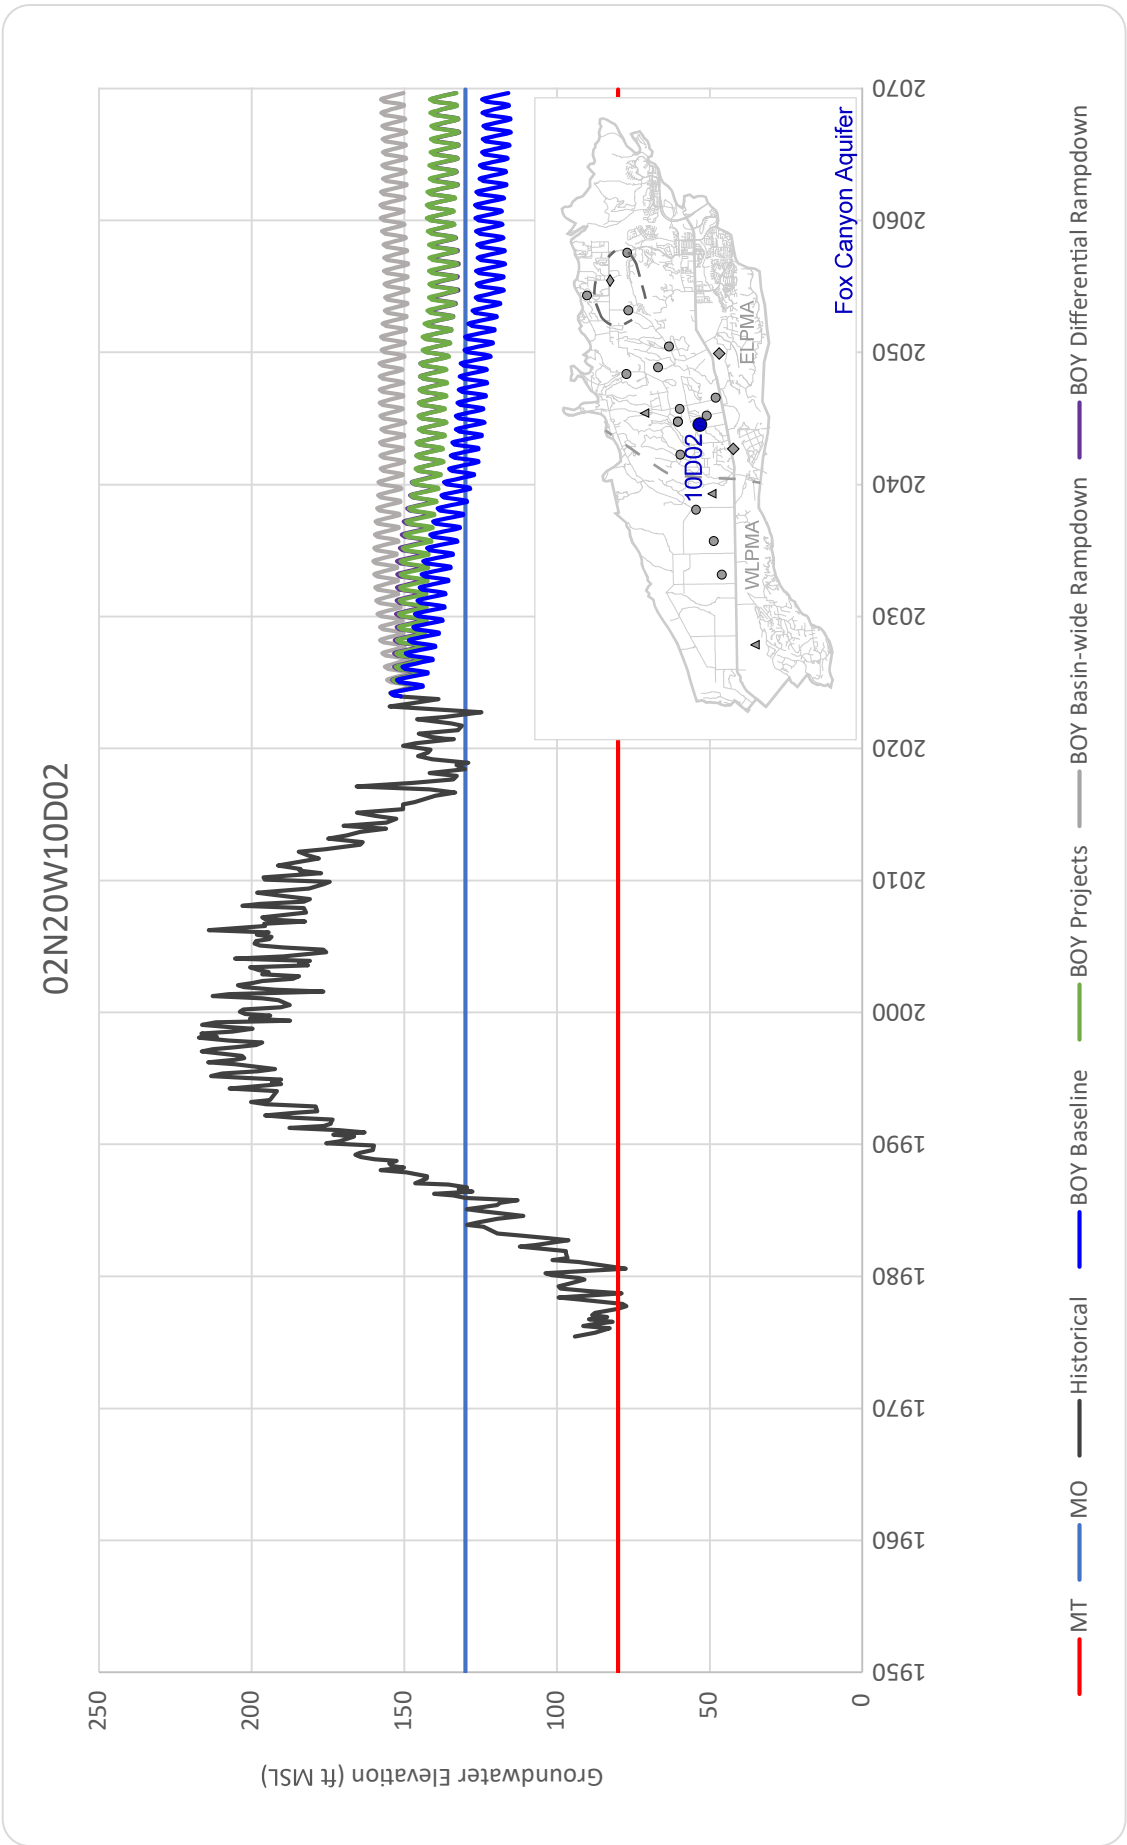 02N20W10D02
Groundwater Elevation (ft MSL)
250
200
150
100
50
0
1950
1960
1970
1980
1990
2000
2010
2020
2030
2040
2050
2060
2070
10D02
WLPMA
ELPMA
Fox Canyon Aquifer
MT
MO
Historical
BOY Baseline
BOY Projects
BOY Basin-wide Rampdown
BOY Differential Rampdown